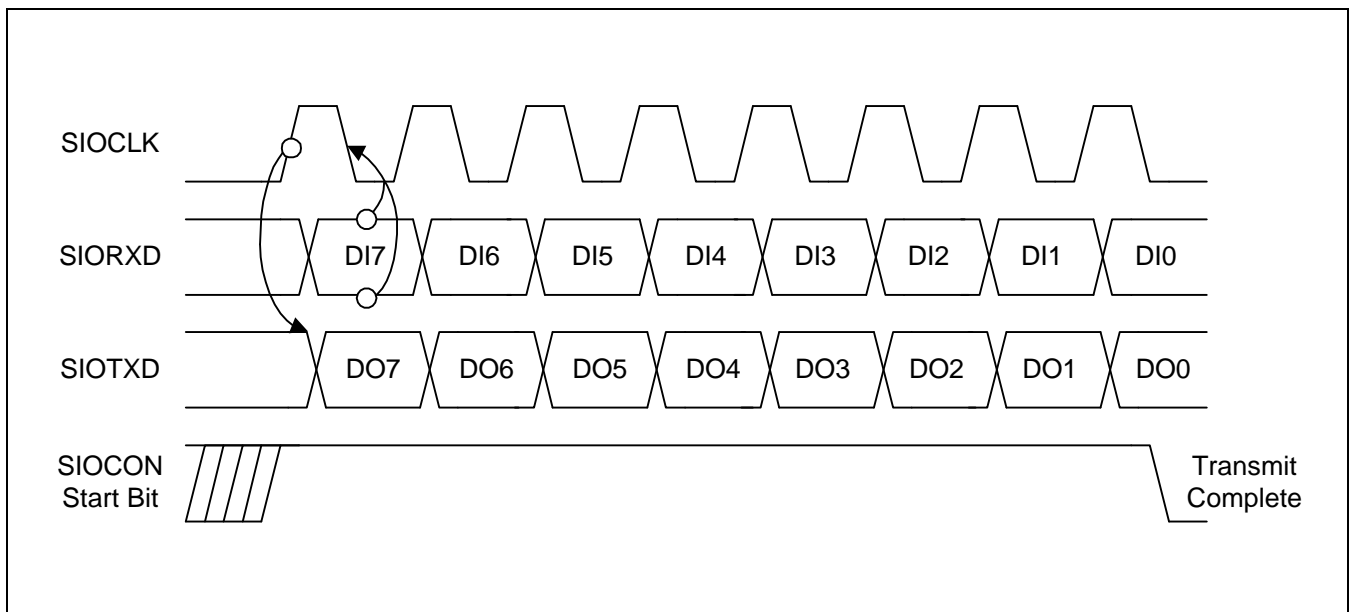 SIOCLK
SIORXD DI7 DI6 DI5 DI4 DI3 DI2 DI1 DI0
SIOTXD DO7 DO6 DO5 DO4 DO3 DO2 DO1 DO0
SIOCON
Start Bit
Transmit
Complete